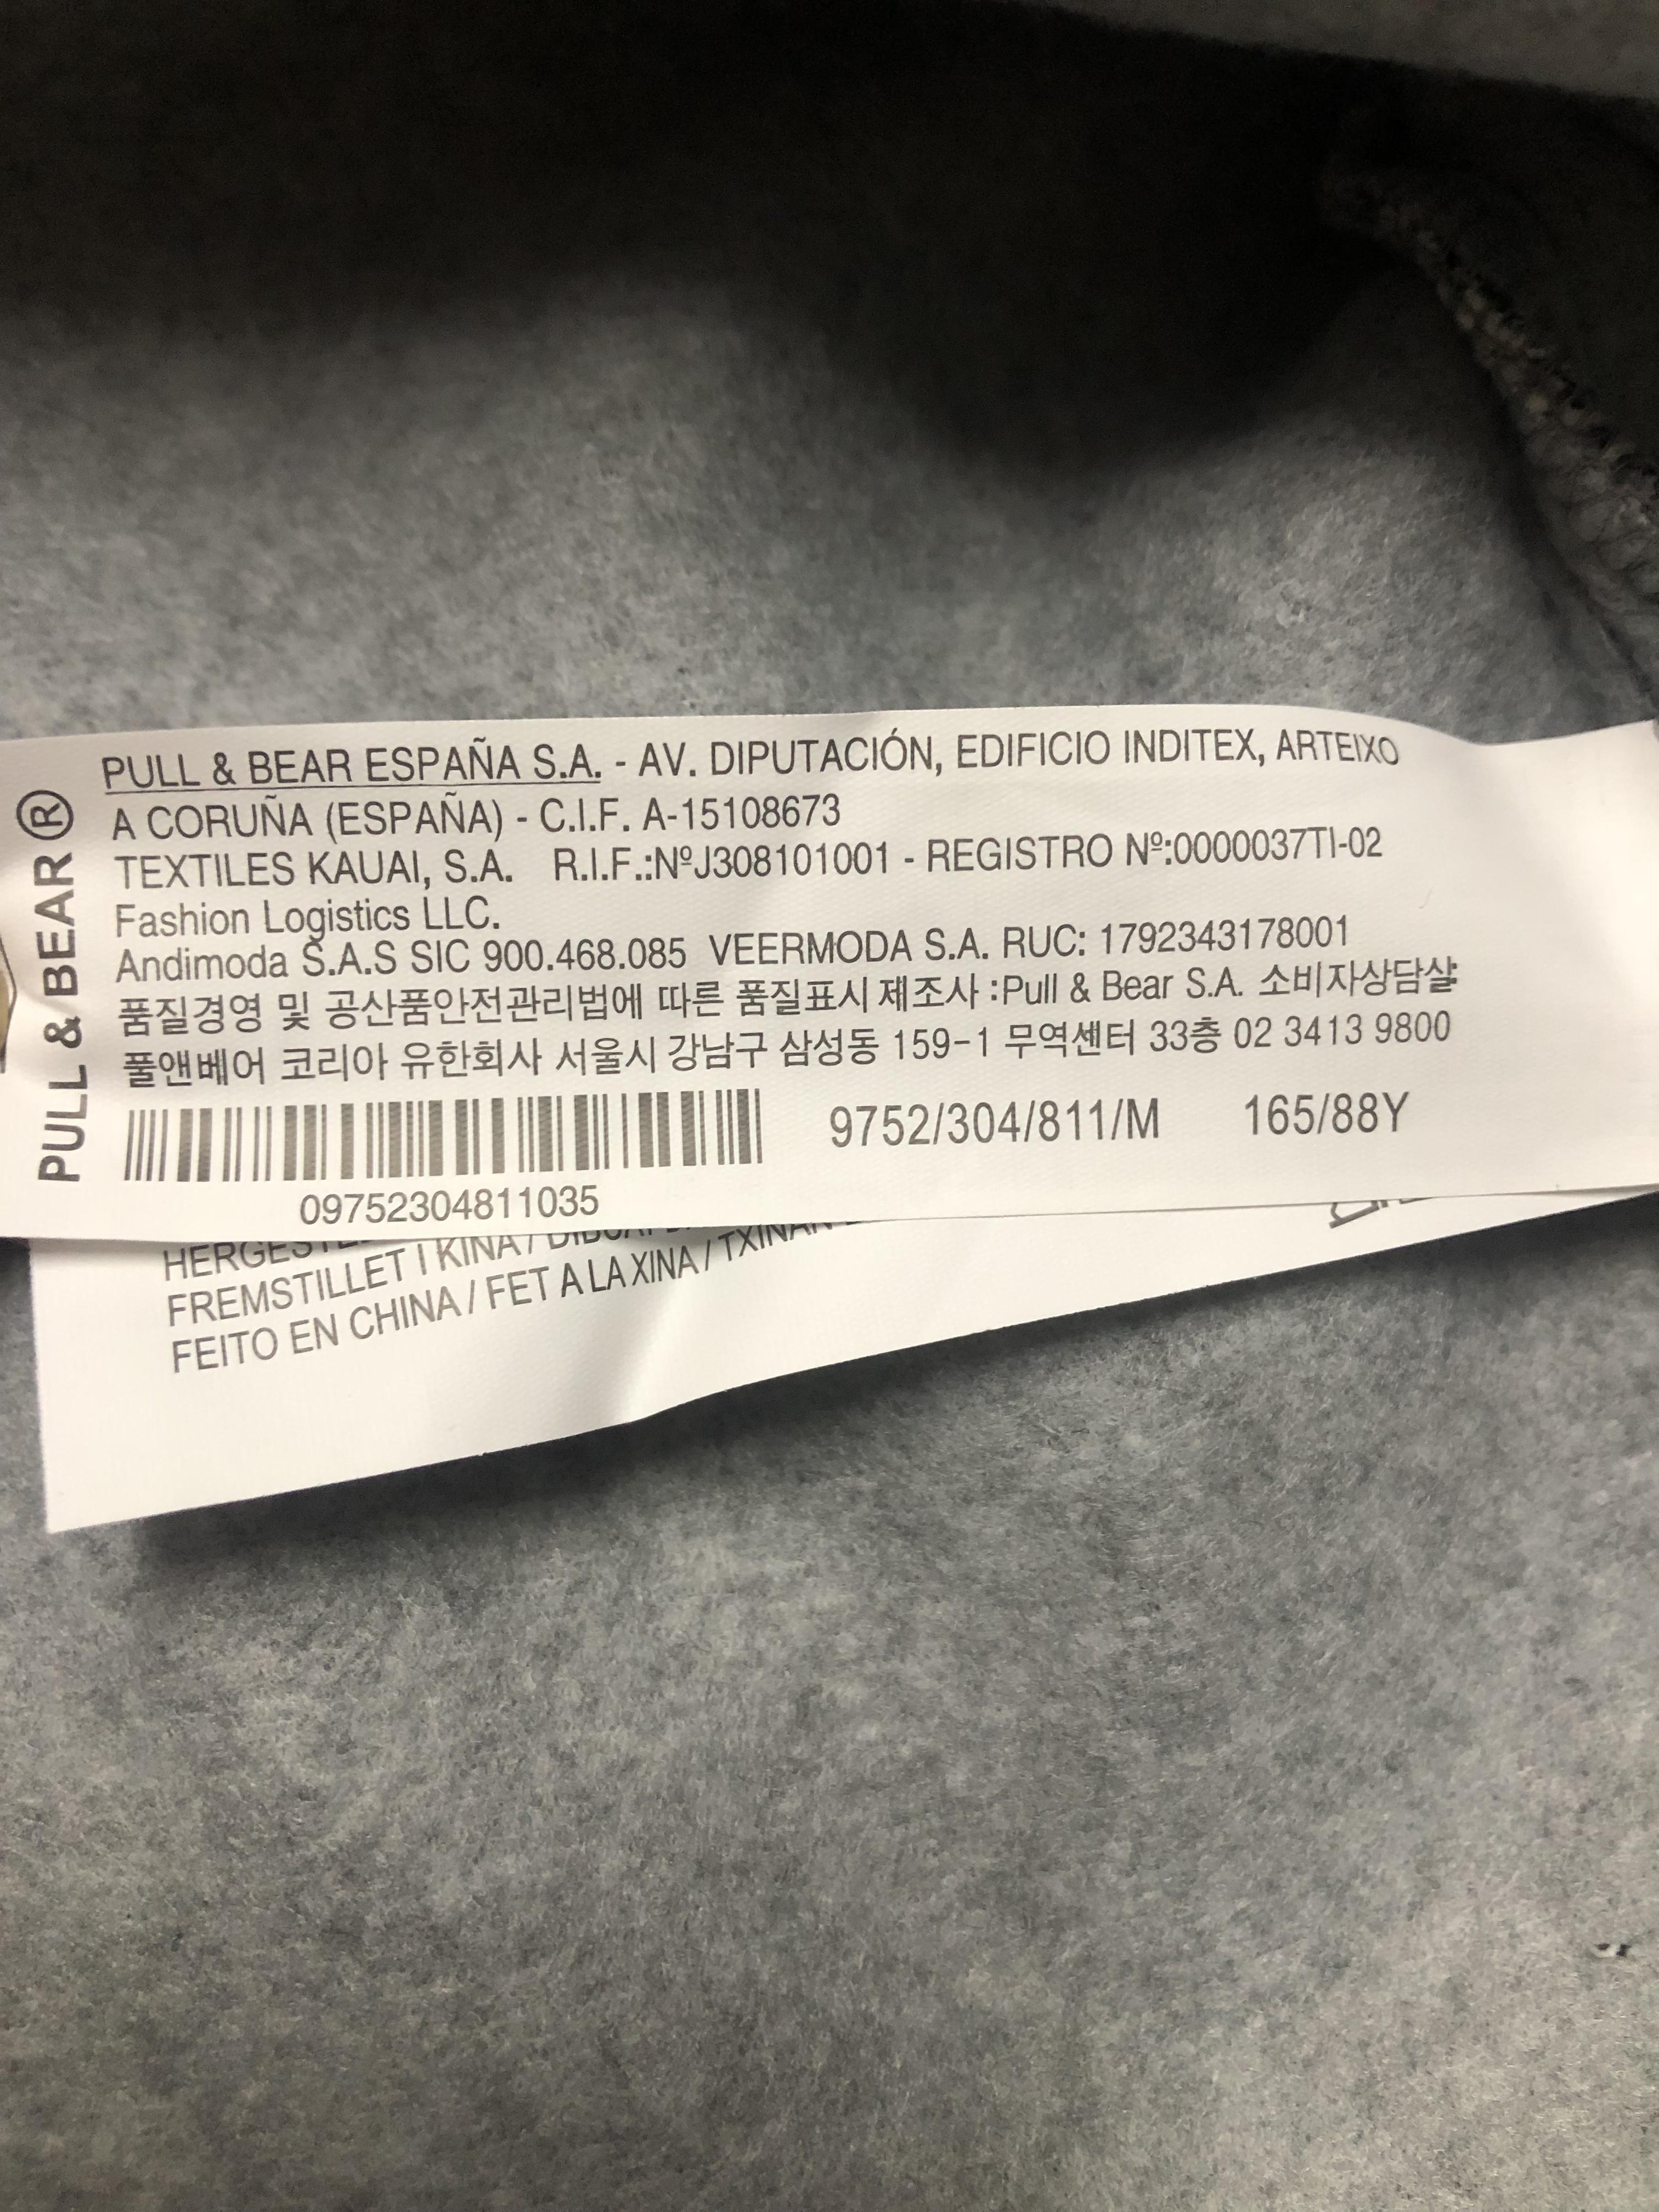 PULL & BEAR®
PULL & BEAR ESPAÑA S.A. - AV. DIPUTACIÓN, EDIFICIO INDITEX, ARTEIXO
A CORUÑA (ESPAÑA) - C.I.F. A-15108673
TEXTILES KAUAI, S.A. R.I.F.:NºJ308101001 - REGISTRO Nº:0000037TI-02
Fashion Logistics LLC.
Andimoda S.A.S SIC 900.468.085 VEERMODA S.A. RUC: 1792343178001
품질경영 및 공산품안전관리법에 따른 품질표시 제조사 :Pull & Bear S.A. 소비자상담실:
풀앤베어 코리아 유한회사 서울시 강남구 삼성동 159-1 무역센터 33층 02 3413 9800
9752/304/811/M 165/88Y
09752304811035
FREMSTILLET I KINA /
FEITO EN CHINA / FET A LA XINA /